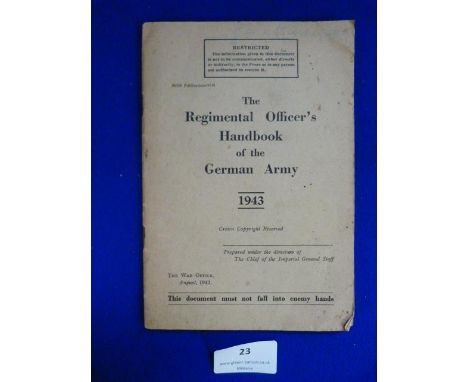 RESTRICTED
The information given in this document
is not to be communicated, either directly
or indirectly, to the Press or to any person
not authorized to receive it.
The
Regimental Officer's
Handbook
of the
German Army
1943
Crown Copyright Reserved
Prepared under the direction of
The Chief of the Imperial General Staff
THE WAR OFFICE,
August, 1943.
This document must not fall into enemy hands
23